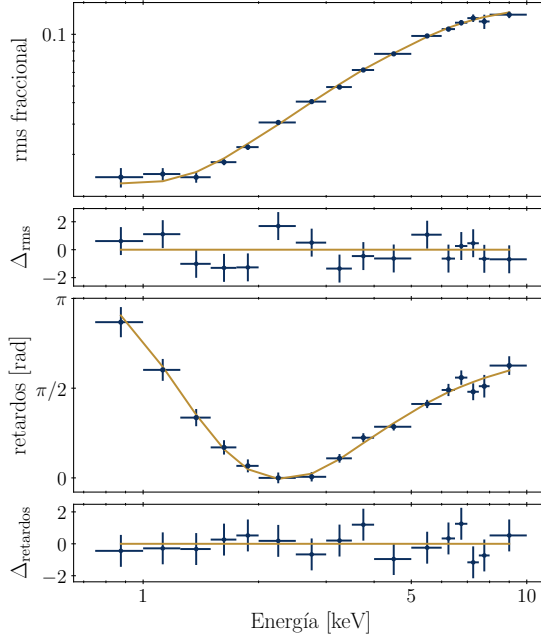 0.1
rms fraccional
2
0
−2
Δrms
π
π/2
0
retardos [rad]
2
0
−2
Δretardos
1
5
10
Energía [keV]